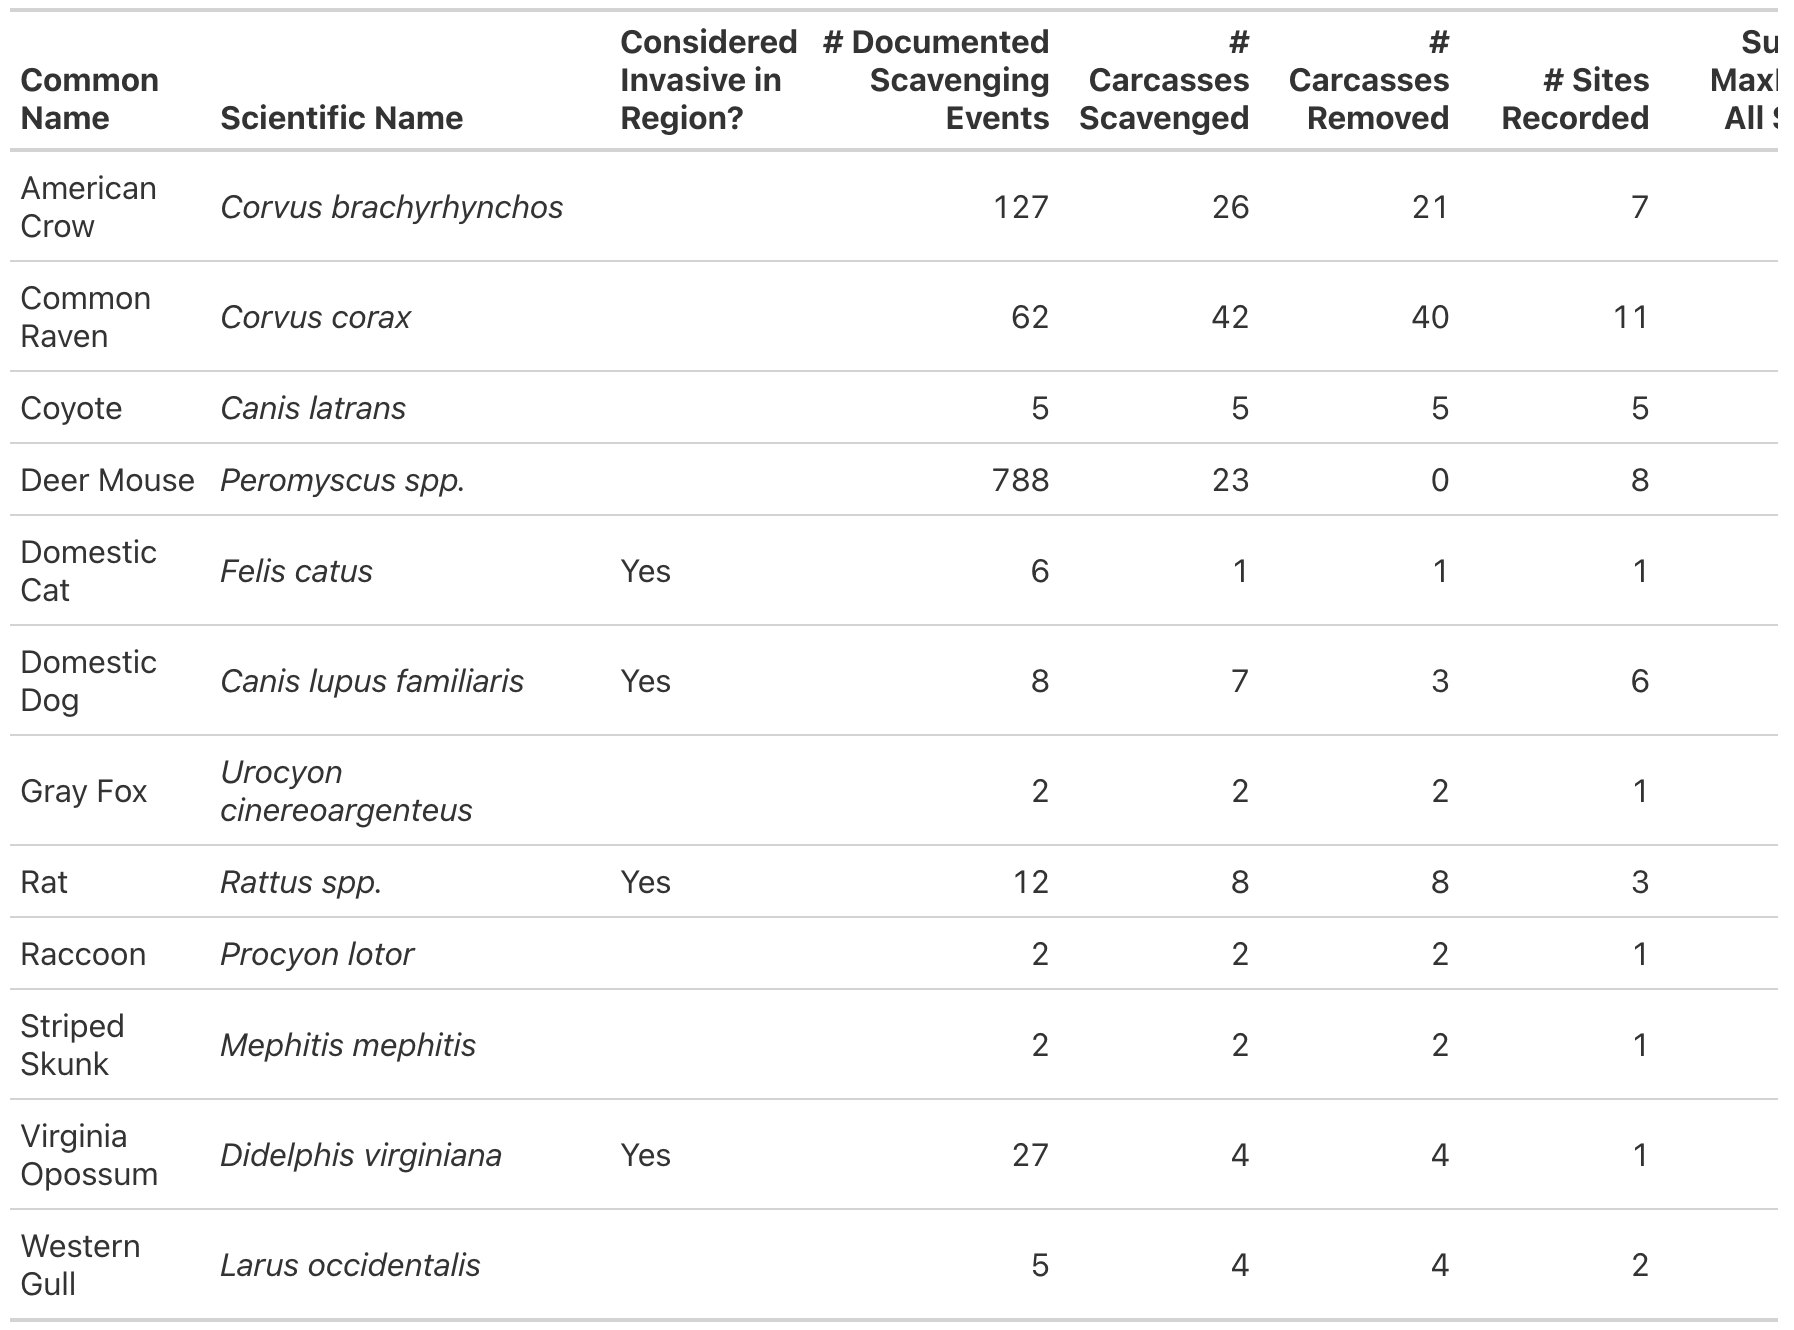 Common Name Scientific Name Considered Invasive in Region? # Documented Scavenging Events # Carcasses Scavenged # Carcasses Removed # Sites Recorded All
American Crow Corvus brachyrhynchos 127 26 21 7
Common Raven Corvus corax 62 42 40 11
Coyote Canis latrans 5 5 5 5
Deer Mouse Peromyscus spp. 788 23 0 8
Domestic Cat Felis catus Yes 6 1 1 1
Domestic Dog Canis lupus familiaris Yes 8 7 3 6
Gray Fox Urocyon cinereoargenteus 2 2 2 1
Rat Rattus spp. Yes 12 8 8 3
Raccoon Procyon lotor 2 2 2 1
Striped Skunk Mephitis mephitis 2 2 2 1
Virginia Opossum Didelphis virginiana Yes 27 4 4 1
Western Gull Larus occidentalis 5 4 4 2